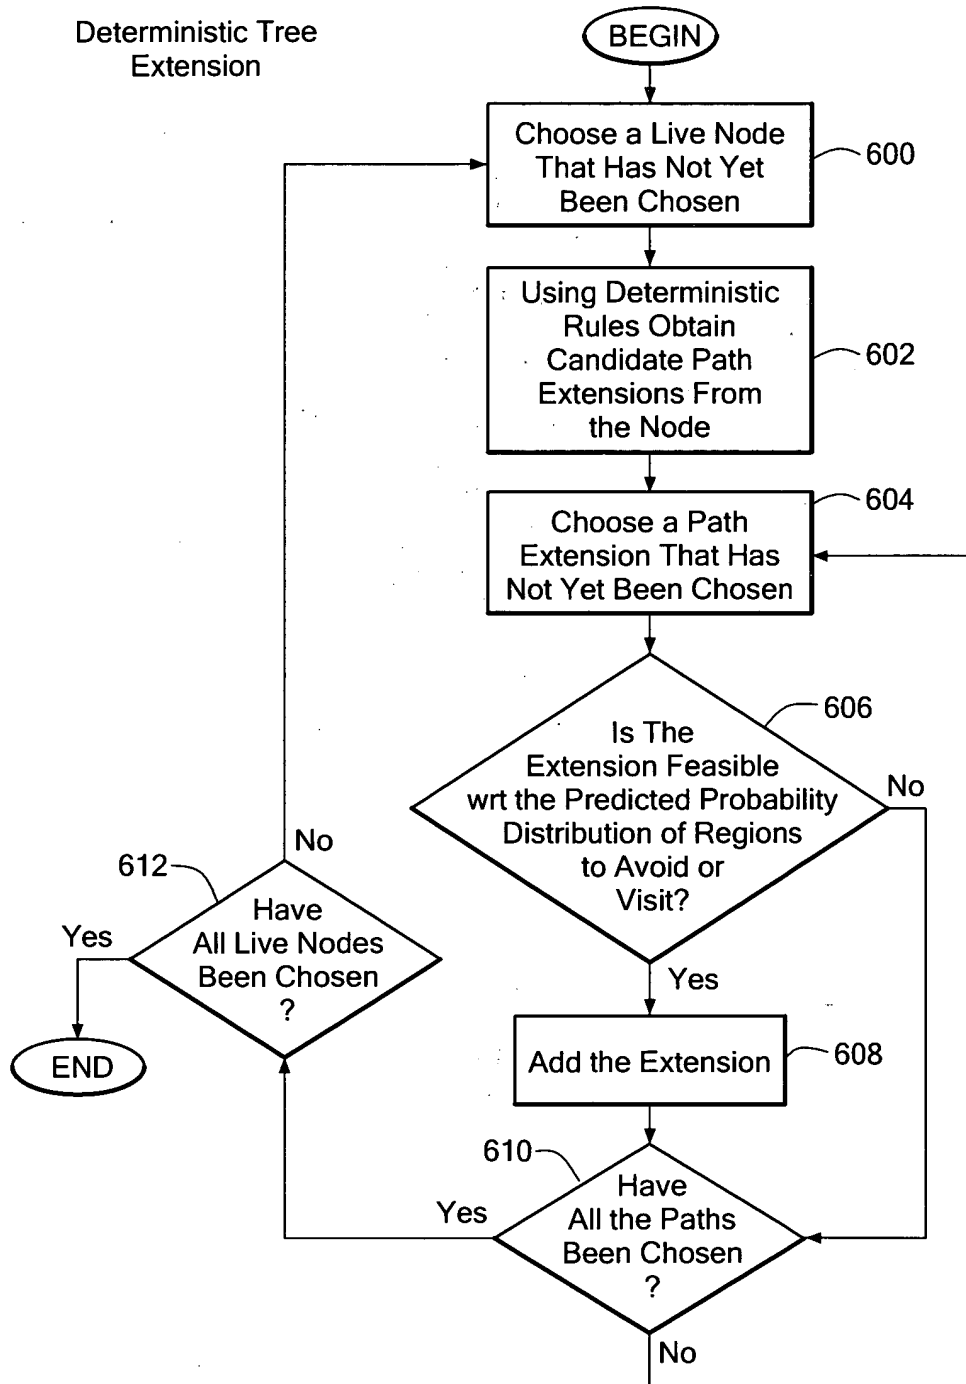 Deterministic Tree
Extension
BEGIN
Choose a Live Node
That Has Not Yet
Been Chosen
600
Using Deterministic
Rules Obtain
Candidate Path
Extensions From
the Node
602
Choose a Path
Extension That Has
Not Yet Been Chosen
604
Is The
Extension Feasible
wrt the Predicted Probability
Distribution of Regions
to Avoid or
Visit?
606
No
Yes
Add the Extension
608
Have
All the Paths
Been Chosen
?
610
Yes
No
Have
All Live Nodes
Been Chosen
?
612
No
Yes
END